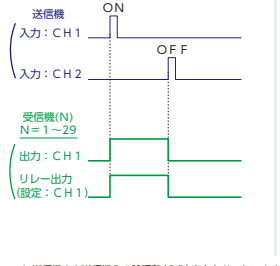 ON
送信機
入力：CH1
OFF
入力：CH2
受信機(N)
N=1～29
出力：CH1
リレー出力
(設定：CH1)